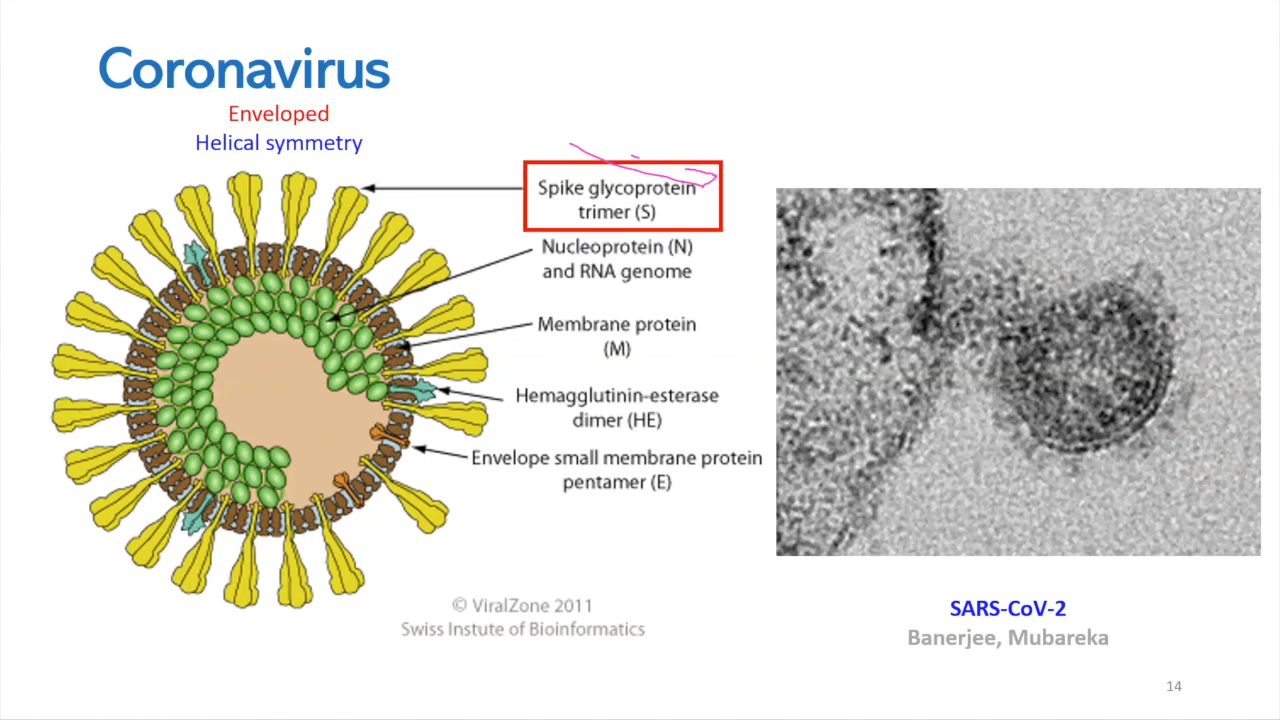 Coronavirus
Enveloped
Helical symmetry
Spike glycoprotein
trimer (S)
Nucleoprotein (N)
and RNA genome
Membrane protein
(M)
Hemagglutinin-esterase
dimer (HE)
Envelope small membrane protein
pentamer (E)
© ViralZone 2011
Swiss Instute of Bioinformatics
SARS-CoV-2
Banerjee, Mubareka
14